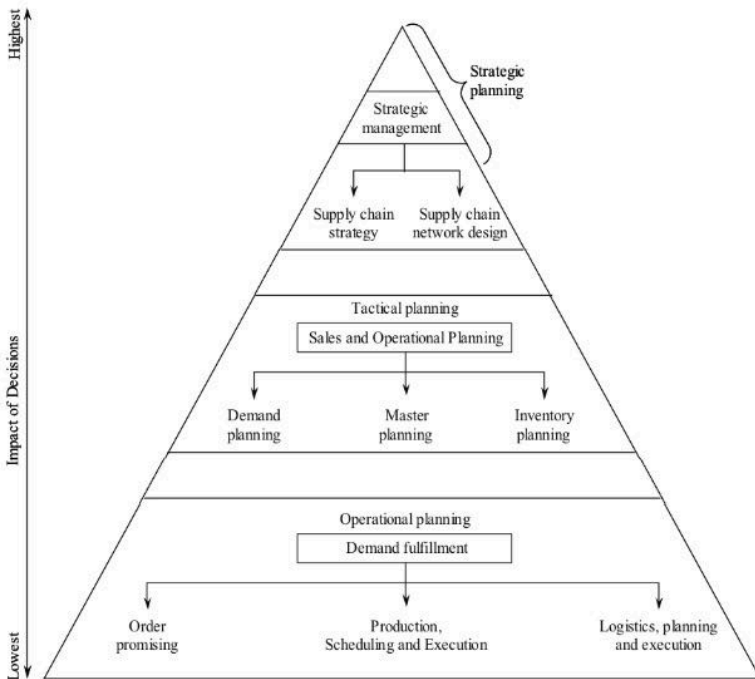 Highest
Strategic
planning
Strategic
management
Supply chain
strategy
Supply chain
network design
Tactical planning
Sales and Operational Planning
Impact of Decisions
Demand
planning
Master
planning
Inventory
planning
Operational planning
Demand fulfillment
Order
promising
Production,
Scheduling and Execution
Logistics, planning
and execution
Lowest